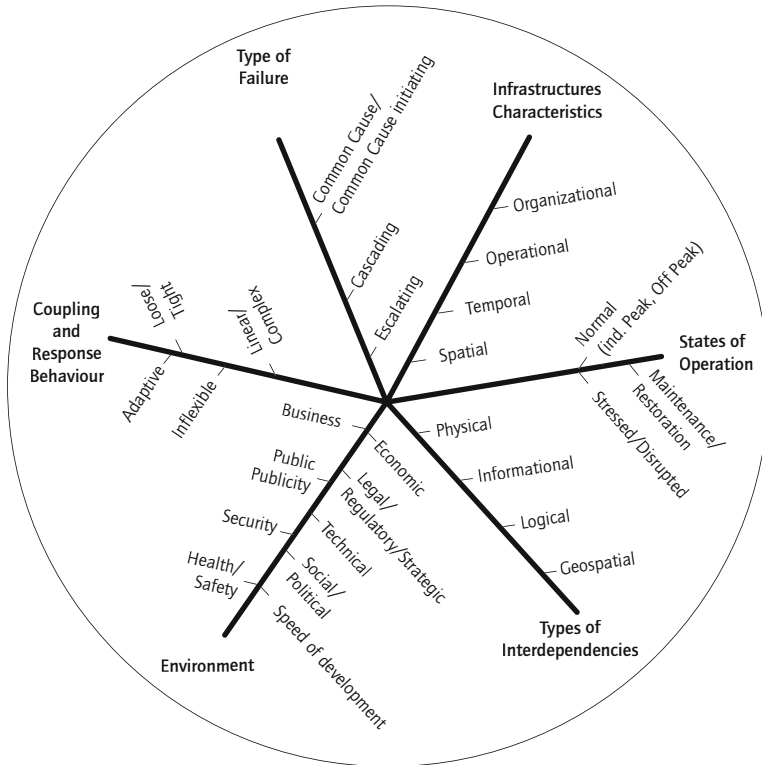 Type of
Failure
Common Cause/
Common Cause initiating
Cascading
Escalating
Infrastructures
Characteristics
Organizational
Operational
Temporal
Spatial
States of
Operation
Normal
(ind. Peak, Off Peak)
Maintenance/
Restoration
Stressed/Disrupted
Types of
Interdependencies
Physical
Informational
Logical
Geospatial
Environment
Business
Public
Publicity
Security
Health/
Safety
Economic
Legal/
Regulatory/Strategic
Technical
Social/
Political
Speed of development
Coupling
and
Response
Behaviour
Loose/
Tight
Linear/
Complex
Adaptive
Inflexible